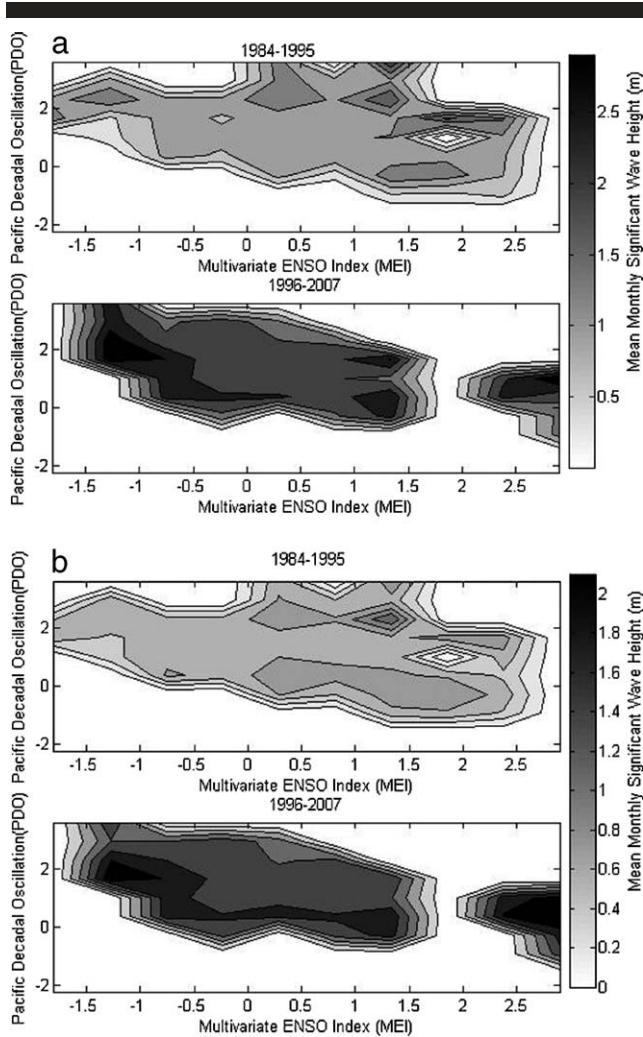 a
1984-1995
Pacific Decadal Oscillation(PDO)
2
0
-2
-1.5 -1 -0.5 0 0.5 1 1.5 2 2.5
Multivariate ENSO Index (MEI)
1996-2007
Pacific Decadal Oscillation(PDO)
2
0
-2
-1.5 -1 -0.5 0 0.5 1 1.5 2 2.5
Multivariate ENSO Index (MEI)
2.5
2
1.5
1
0.5
Mean Monthly Significant Wave Height (m)
b
1984-1995
Pacific Decadal Oscillation(PDO)
2
0
-2
-1.5 -1 -0.5 0 0.5 1 1.5 2 2.5
Multivariate ENSO Index (MEI)
1996-2007
Pacific Decadal Oscillation(PDO)
2
0
-2
-1.5 -1 -0.5 0 0.5 1 1.5 2 2.5
Multivariate ENSO Index (MEI)
2
1.8
1.6
1.4
1.2
1
0.8
0.6
0.4
0.2
0
Mean Monthly Significant Wave Height (m)